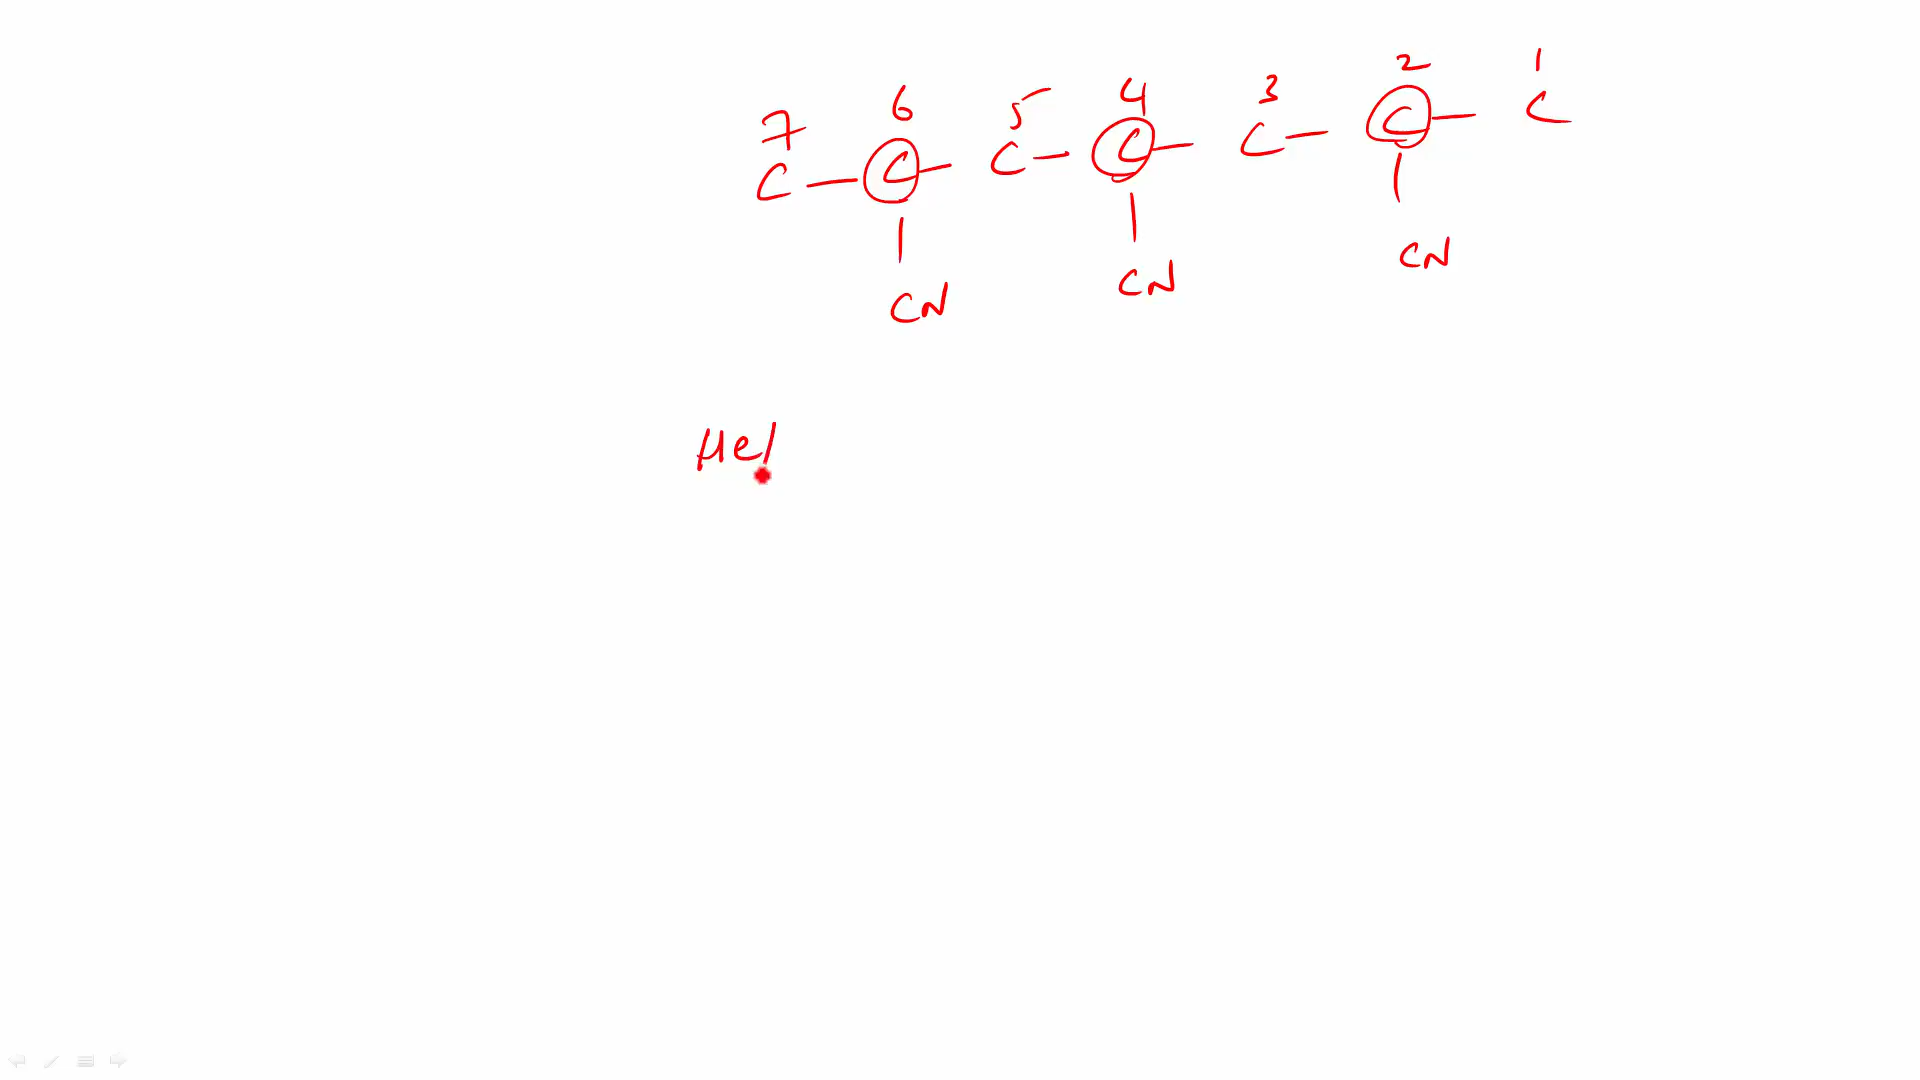 7 6 5 4 3 2 1
C — C — C — C — C — C — C
CN CN CN
Hel